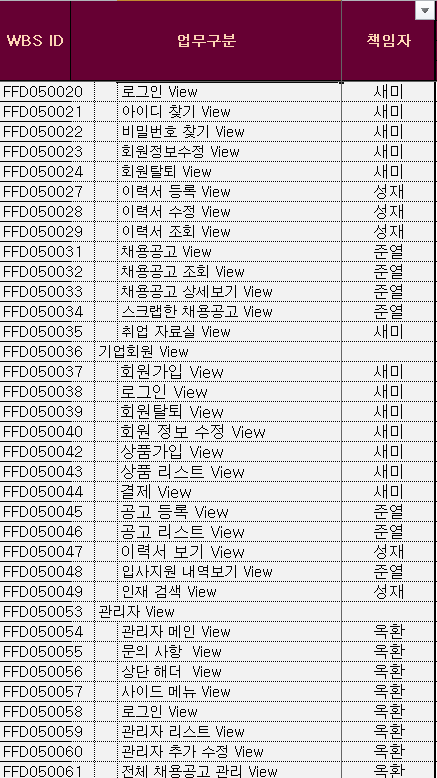 WBS ID 업무구분 책임자
FFD050020 로그인 View 새미
FFD050021 아이디 찾기 View 새미
FFD050022 비밀번호 찾기 View 새미
FFD050023 회원정보수정 View 새미
FFD050024 회원탈퇴 View 새미
FFD050027 이력서 등록 View 성재
FFD050028 이력서 수정 View 성재
FFD050029 이력서 조회 View 성재
FFD050031 채용공고 View 준열
FFD050032 채용공고 조회 View 준열
FFD050033 채용공고 상세보기 View 준열
FFD050034 스크랩한 채용공고 View 준열
FFD050035 취업 자료실 View 새미
FFD050036 기업회원 View
FFD050037 회원가입 View 새미
FFD050038 로그인 View 새미
FFD050039 회원탈퇴 View 새미
FFD050040 회원 정보 수정 View 새미
FFD050042 상품가입 View 새미
FFD050043 상품 리스트 View 새미
FFD050044 결제 View 새미
FFD050045 공고 등록 View 준열
FFD050046 공고 리스트 View 준열
FFD050047 이력서 보기 View 성재
FFD050048 입사지원 내역보기 View 준열
FFD050049 인재 검색 View 성재
FFD050053 관리자 View
FFD050054 관리자 메인 View 옥환
FFD050055 문의 사항 View 옥환
FFD050056 상단 해더 View 옥환
FFD050057 사이드 메뉴 View 옥환
FFD050058 로그인 View 옥환
FFD050059 관리자 리스트 View 옥환
FFD050060 관리자 추가 수정 View 옥환
FFD050061 전체 채용공고 관리 View 옥환